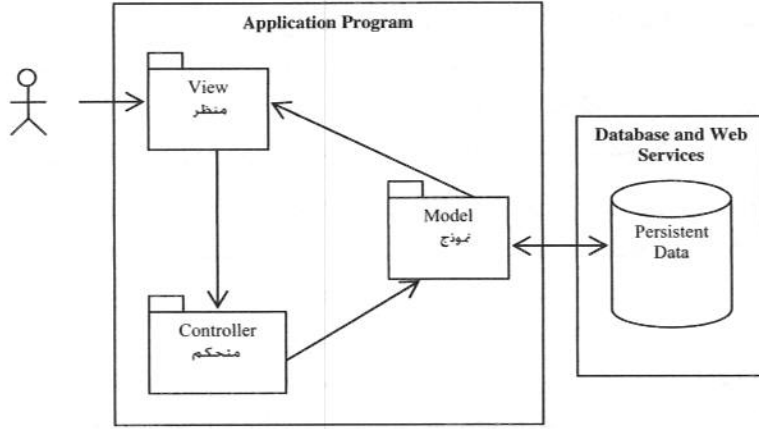 Application Program
View
منظر
Database and Web
Services
Model
نموذج
Persistent
Data
Controller
متحكم